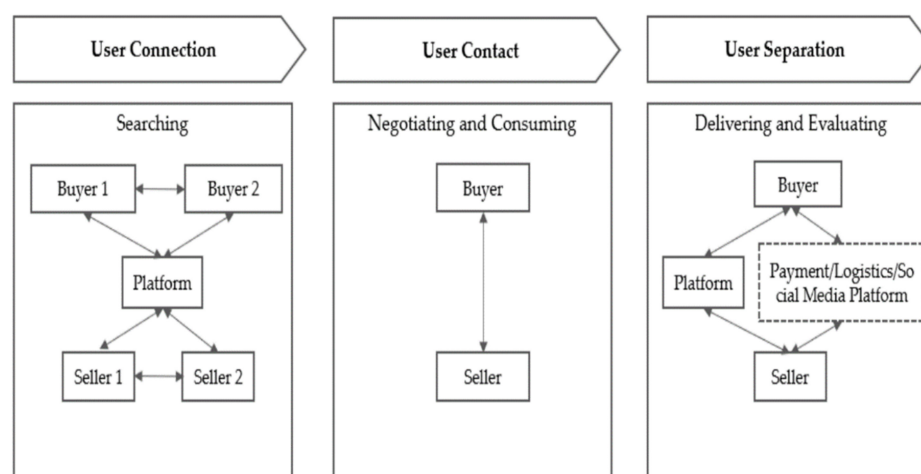 User Connection
User Contact
User Separation
Searching
Buyer 1
Buyer 2
Platform
Seller 1
Seller 2
Negotiating and Consuming
Buyer
Seller
Delivering and Evaluating
Buyer
Platform
Payment/Logistics/So
cial Media Platform
Seller